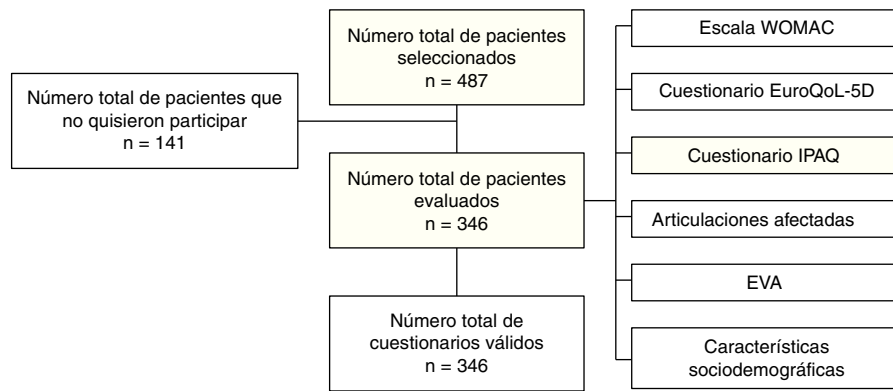 Número total de pacientes
seleccionados
n = 487
Número total de pacientes que
no quisieron participar
n = 141
Número total de pacientes
evaluados
n = 346
Número total de
cuestionarios válidos
n = 346
Escala WOMAC
Cuestionario EuroQoL-5D
Cuestionario IPAQ
Articulaciones afectadas
EVA
Características
sociodemográficas